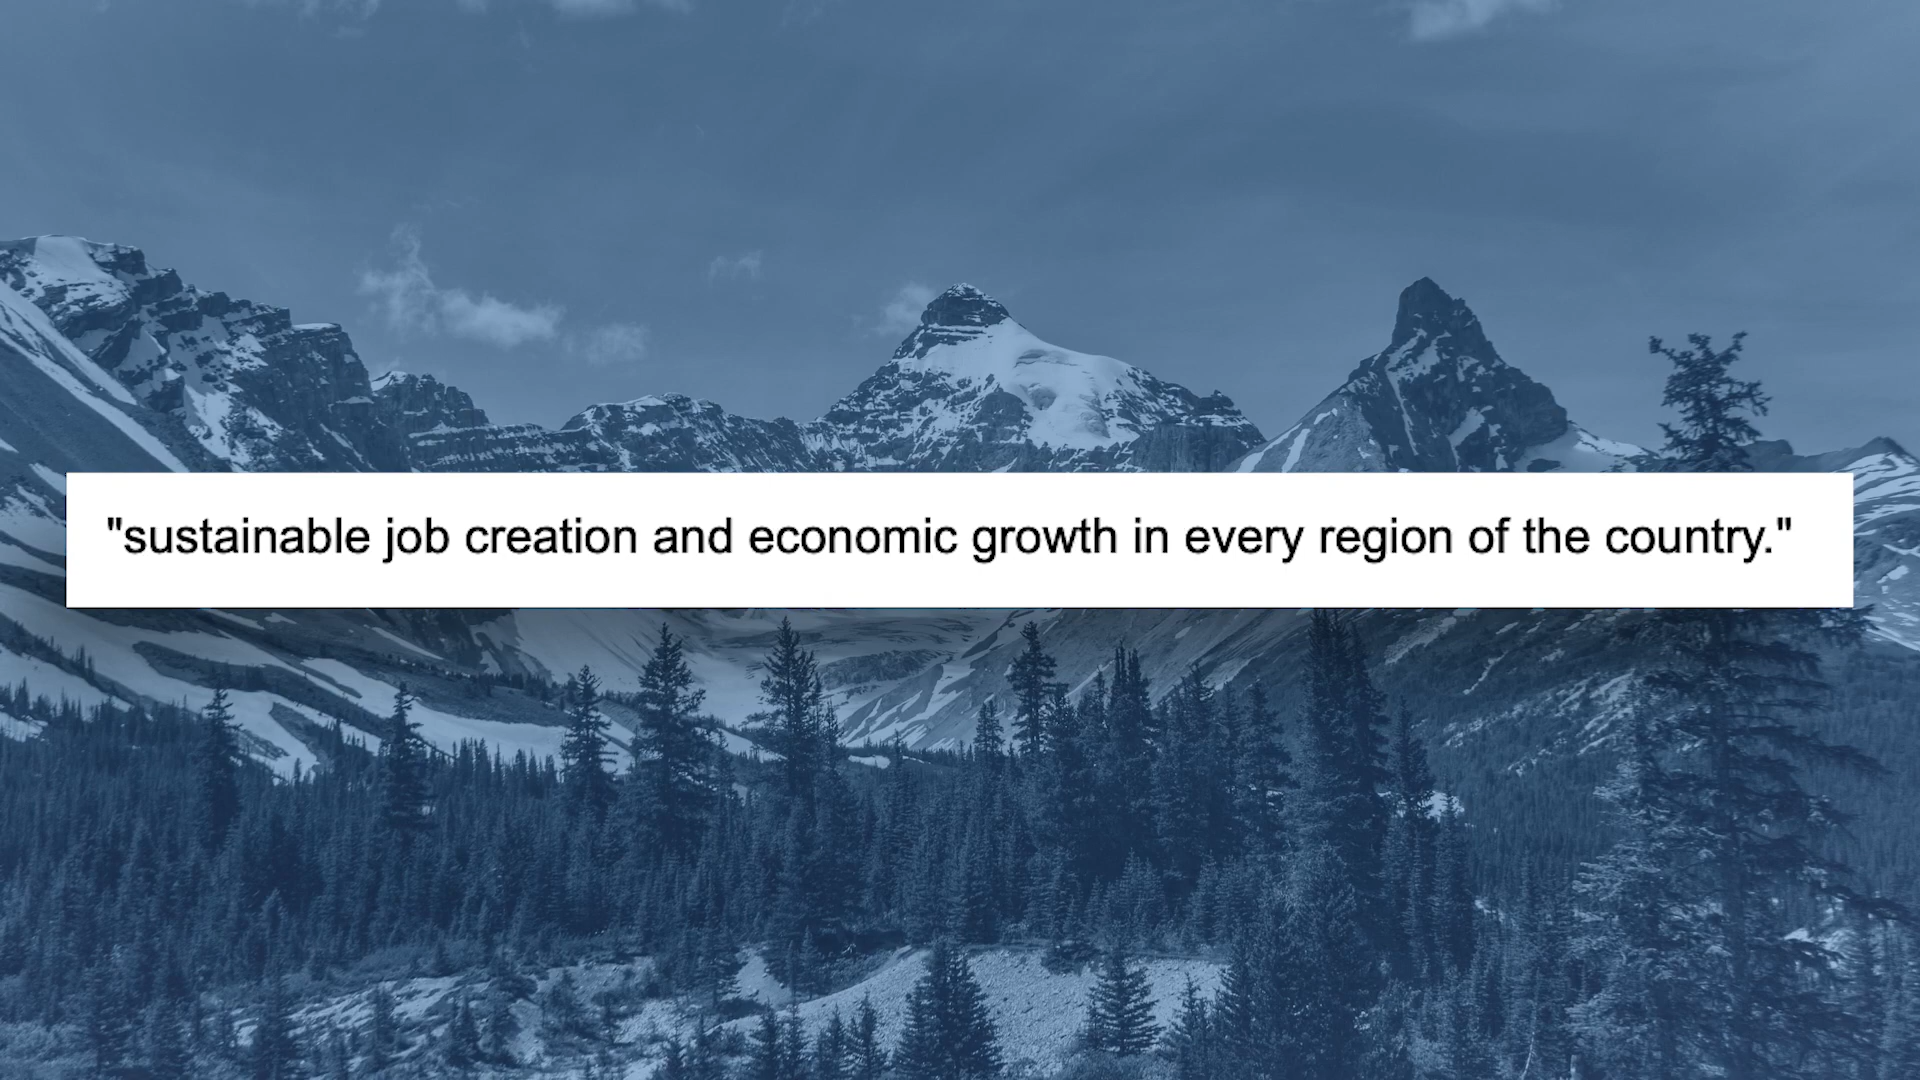 "sustainable job creation and economic growth in every region of the country."